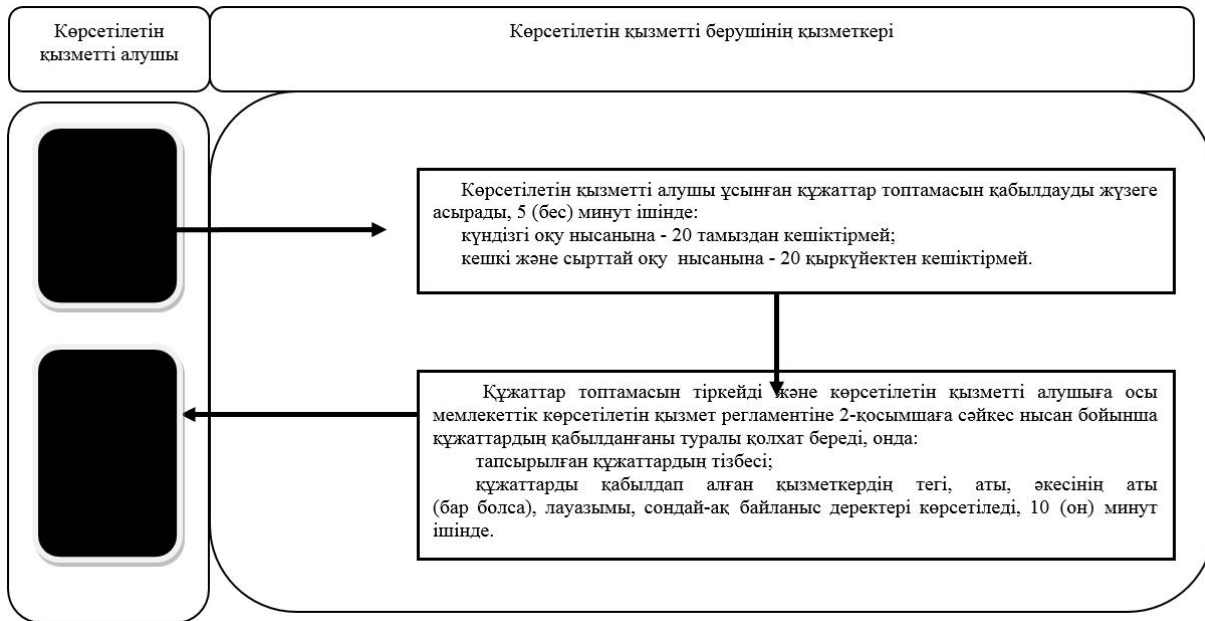 Көрсетілетін
қызметті алушы
Көрсетілетін қызметті берушінің қызметкері
Көрсетілетін қызметті алушы ұсынған құжаттар топтамасын қабылдауды жүзеге
асырады, 5 (бес) минут ішінде:
күндізгі оқу нысанына - 20 тамыздан кешіктірмей;
кешкі және сырттай оқу нысанына - 20 қыркүйектен кешіктірмей.
Құжаттар топтамасын тіркейді және көрсетілетін қызметті алушыға осы
мемлекеттік көрсетілетін қызмет регламентіне 2-қосымшаға сәйкес нысан бойынша
құжаттардың қабылданғаны туралы қолхат береді, онда:
тапсырылған құжаттардың тізбесі;
құжаттарды қабылдап алған қызметкердің тегі, аты, әкесінің аты
(бар болса), лауазымы, сондай-ақ байланыс деректері көрсетіледі, 10 (он) минут
ішінде.